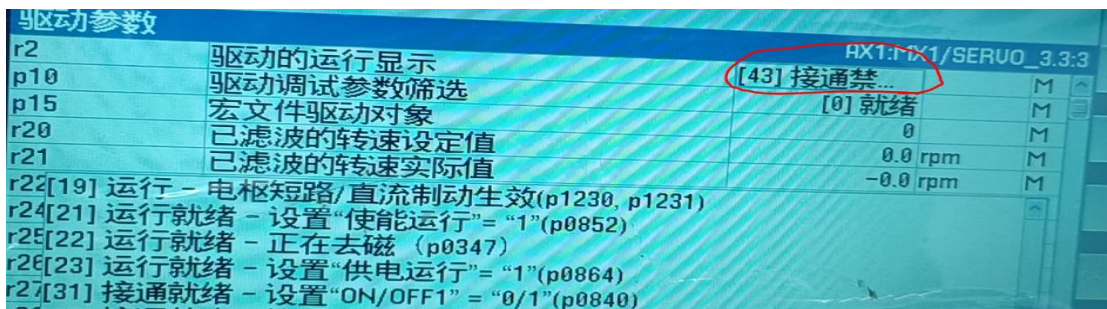 驱动参数
AX1:MX1/SERVO_3.3:3
r2 驱动的运行显示 [43] 接通禁... M
p10 驱动调试参数筛选 [0] 就绪 M
p15 宏文件驱动对象 0 M
r20 已滤波的转速设定值 0.0 rpm M
r21 已滤波的转速实际值 -0.0 rpm M
r22 [19] 运行 - 电枢短路/直流制动生效(p1230, p1231)
r24 [21] 运行就绪 - 设置“使能运行”= “1”(p0852)
r25 [22] 运行就绪 - 正在去磁 (p0347)
r26 [23] 运行就绪 - 设置“供电运行”= “1”(p0864)
r27 [31] 接通就绪 - 设置“ON/OFF1” = “0/1”(p0840)